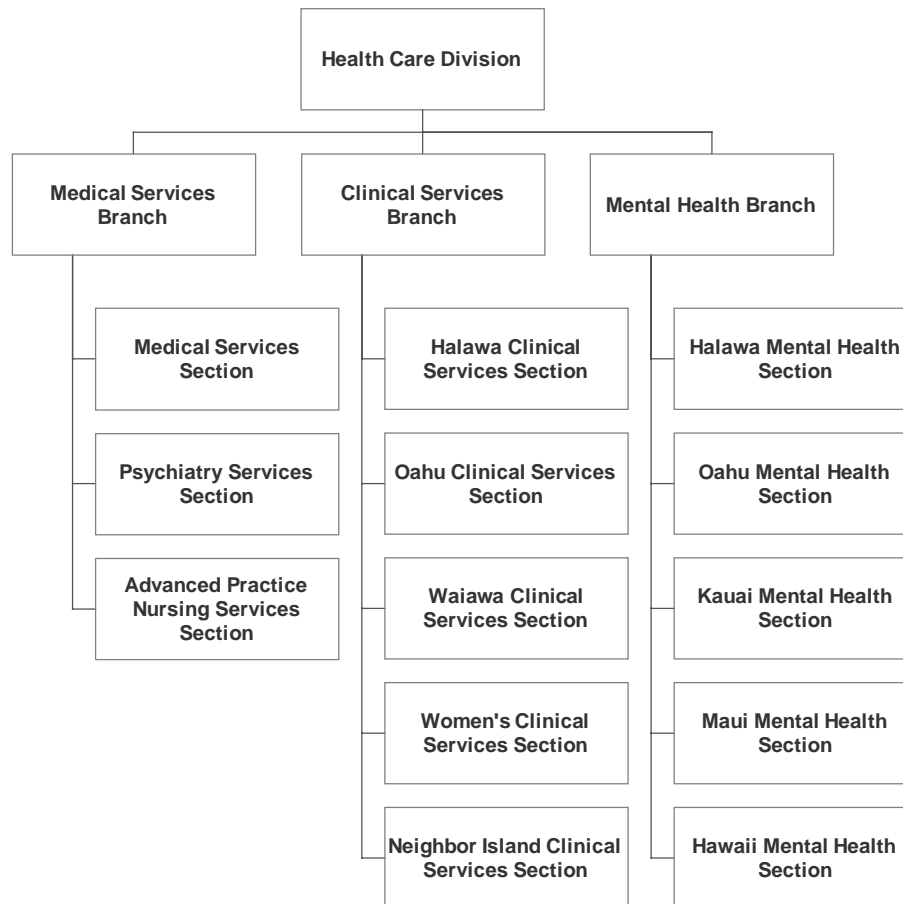 Health Care Division
Medical Services
Branch
Clinical Services
Branch
Mental Health Branch
Medical Services
Section
Psychiatry Services
Section
Advanced Practice
Nursing Services
Section
Halawa Clinical
Services Section
Oahu Clinical Services
Section
Waiawa Clinical
Services Section
Women's Clinical
Services Section
Neighbor Island Clinical
Services Section
Halawa Mental Health
Section
Oahu Mental Health
Section
Kauai Mental Health
Section
Maui Mental Health
Section
Hawaii Mental Health
Section